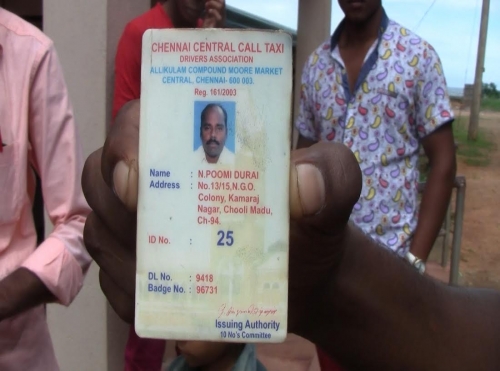 CHENNAI CENTRAL CALL TAXI
DRIVERS ASSOCIATION
ALLIKULAM COMPOUND MOORE MARKET
CENTRAL, CHENNAI- 600 003.
Reg. 161/2003
Name : N.POOMI DURAI
Address : No.13/15,N.G.O.
Colony, Kamaraj
Nagar, Chooli Madu,
Ch-94.
ID No. : 25
DL No. : 9418
Badge No. : 96731
Issuing Authority
10 No's Committee